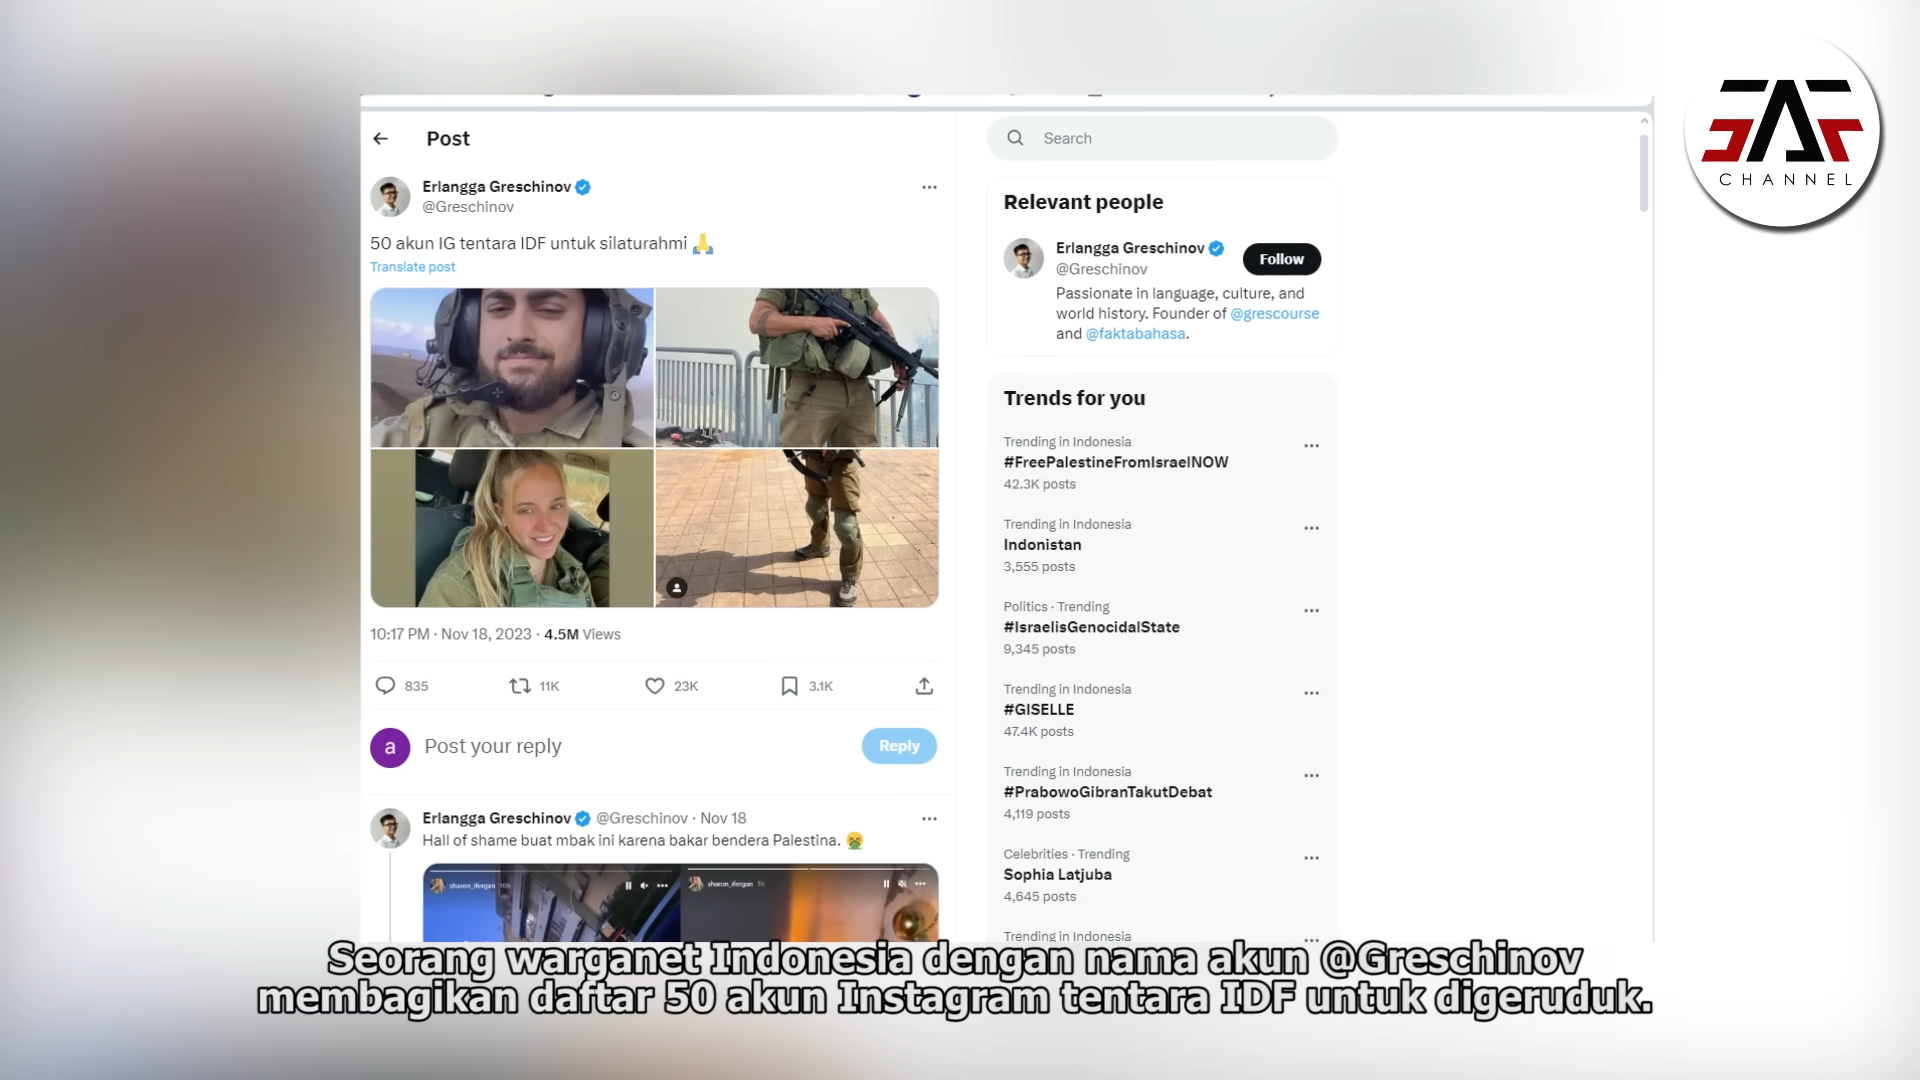 Post
Erlangga Greschinov
@Greschinov
50 akun IG tentara IDF untuk silaturahmi 🙏
Translate post
10:17 PM · Nov 18, 2023 · 4.5M Views
835
11K
23K
3.1K
a
Post your reply
Reply
Erlangga Greschinov @Greschinov · Nov 18
Hall of shame buat mbak ini karena bakar bendera Palestina. 🤮
sharon_ifergan 10h
sharon_ifergan 1h
Search
Relevant people
Erlangga Greschinov
@Greschinov
Follow
Passionate in language, culture, and
world history. Founder of @grescourse
and @faktabahasa.
Trends for you
Trending in Indonesia
#FreePalestineFromIsraelNOW
42.3K posts
Trending in Indonesia
Indonistan
3,555 posts
Politics · Trending
#IsraelisGenocidalState
9,345 posts
Trending in Indonesia
#GISELLE
47.4K posts
Trending in Indonesia
#PrabowoGibranTakutDebat
4,119 posts
Celebrities · Trending
Sophia Latjuba
4,645 posts
Trending in Indonesia
CHANNEL
Seorang warganet Indonesia dengan nama akun @Greschinov
membagikan daftar 50 akun Instagram tentara IDF untuk digeruduk.